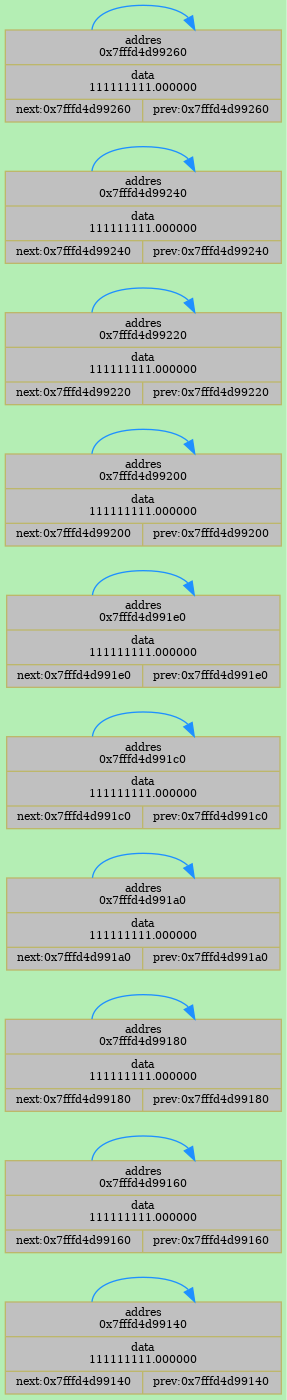 addres
0x7fffd4d99260
data
111111111.000000
next:0x7fffd4d99260 prev:0x7fffd4d99260
addres
0x7fffd4d99240
data
111111111.000000
next:0x7fffd4d99240 prev:0x7fffd4d99240
addres
0x7fffd4d99220
data
111111111.000000
next:0x7fffd4d99220 prev:0x7fffd4d99220
addres
0x7fffd4d99200
data
111111111.000000
next:0x7fffd4d99200 prev:0x7fffd4d99200
addres
0x7fffd4d991e0
data
111111111.000000
next:0x7fffd4d991e0 prev:0x7fffd4d991e0
addres
0x7fffd4d991c0
data
111111111.000000
next:0x7fffd4d991c0 prev:0x7fffd4d991c0
addres
0x7fffd4d991a0
data
111111111.000000
next:0x7fffd4d991a0 prev:0x7fffd4d991a0
addres
0x7fffd4d99180
data
111111111.000000
next:0x7fffd4d99180 prev:0x7fffd4d99180
addres
0x7fffd4d99160
data
111111111.000000
next:0x7fffd4d99160 prev:0x7fffd4d99160
addres
0x7fffd4d99140
data
111111111.000000
next:0x7fffd4d99140 prev:0x7fffd4d99140